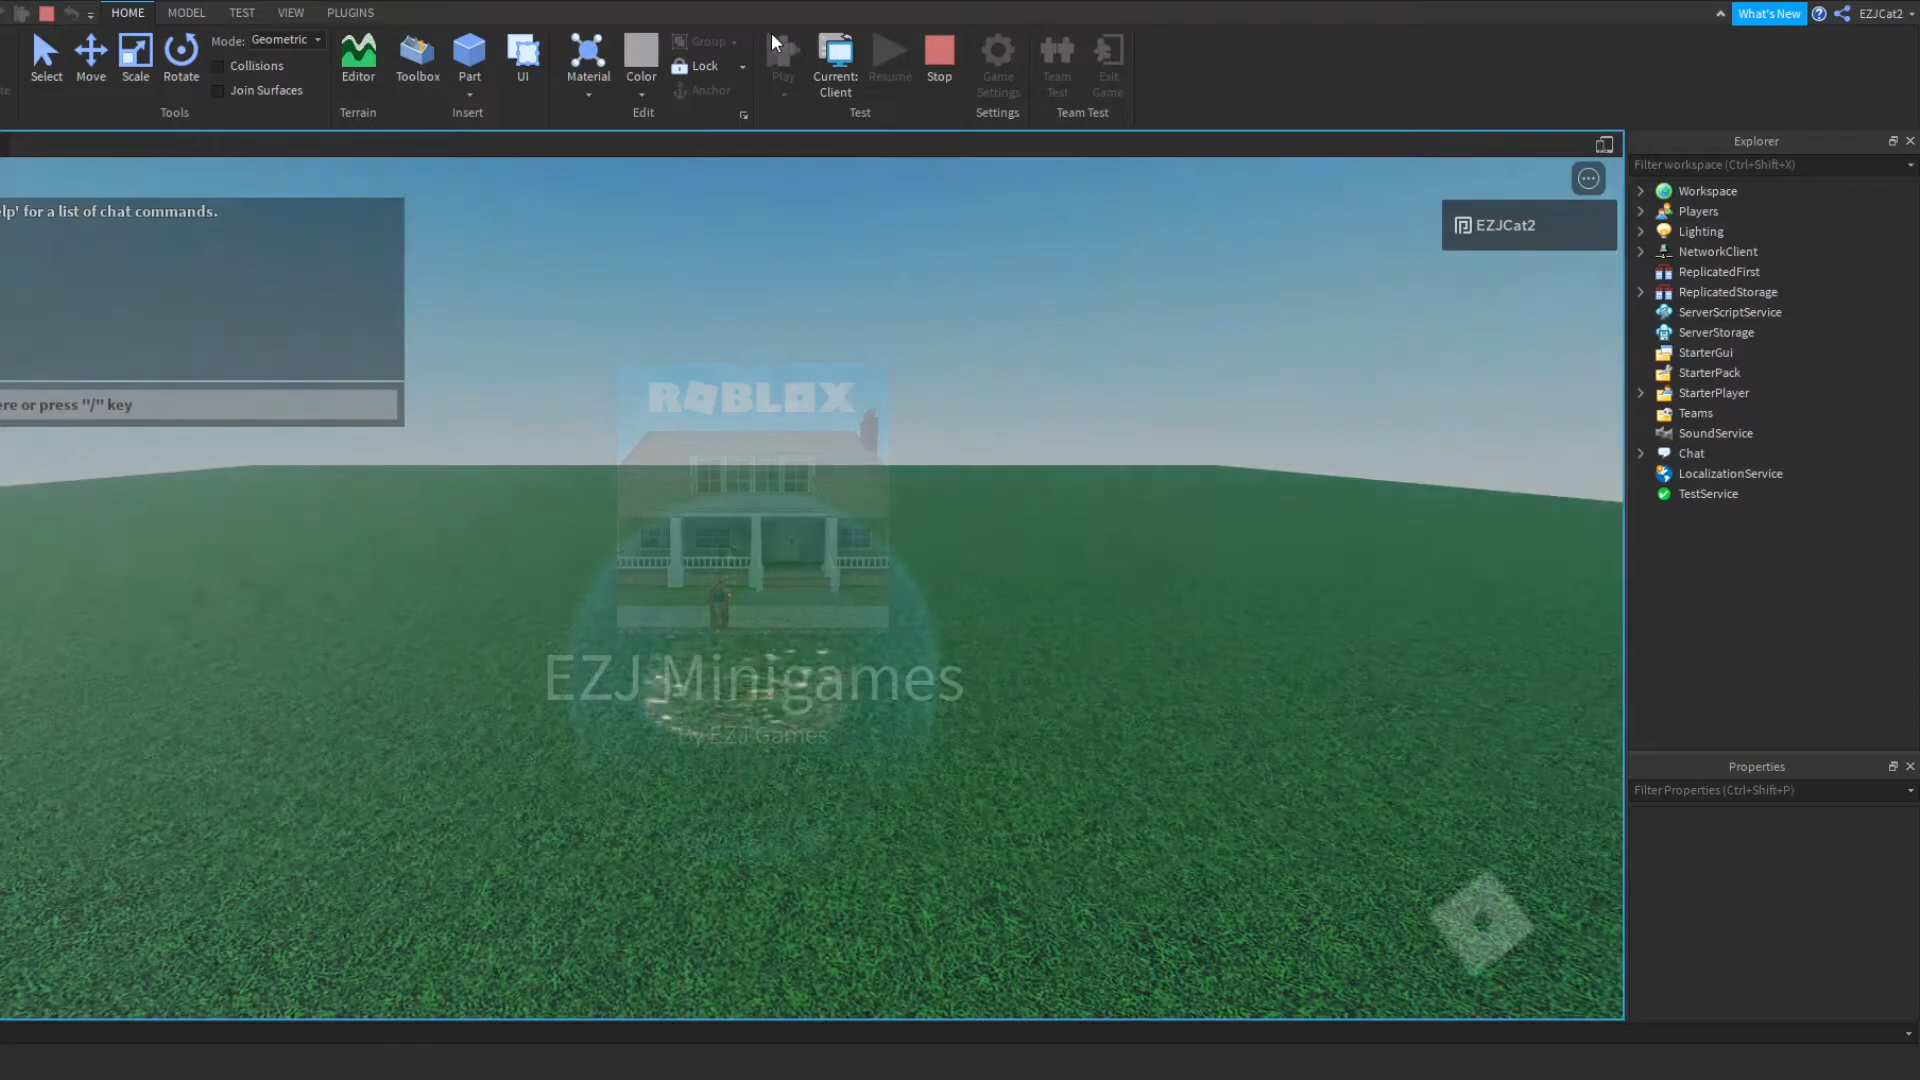 HOME MODEL TEST VIEW PLUGINS
What's New
EZJCat2
Mode: Geometric
Collisions
Join Surfaces
Select Move Scale Rotate
Editor
Toolbox
Part
UI
Material
Color
Group
Lock
Anchor
Play
Current: Client
Resume
Stop
Game Settings
Team Test
Exit Game
Tools
Terrain
Insert
Edit
Test
Settings
Team Test
Explorer
Filter workspace (Ctrl+Shift+X)
Workspace
Players
Lighting
NetworkClient
ReplicatedFirst
ReplicatedStorage
ServerScriptService
ServerStorage
StarterGui
StarterPack
StarterPlayer
Teams
SoundService
Chat
LocalizationService
TestService
Properties
Filter Properties (Ctrl+Shift+P)
elp' for a list of chat commands.
ere or press "/" key
EZJCat2
ROBLOX
EZJ Minigames
By EZJ Games